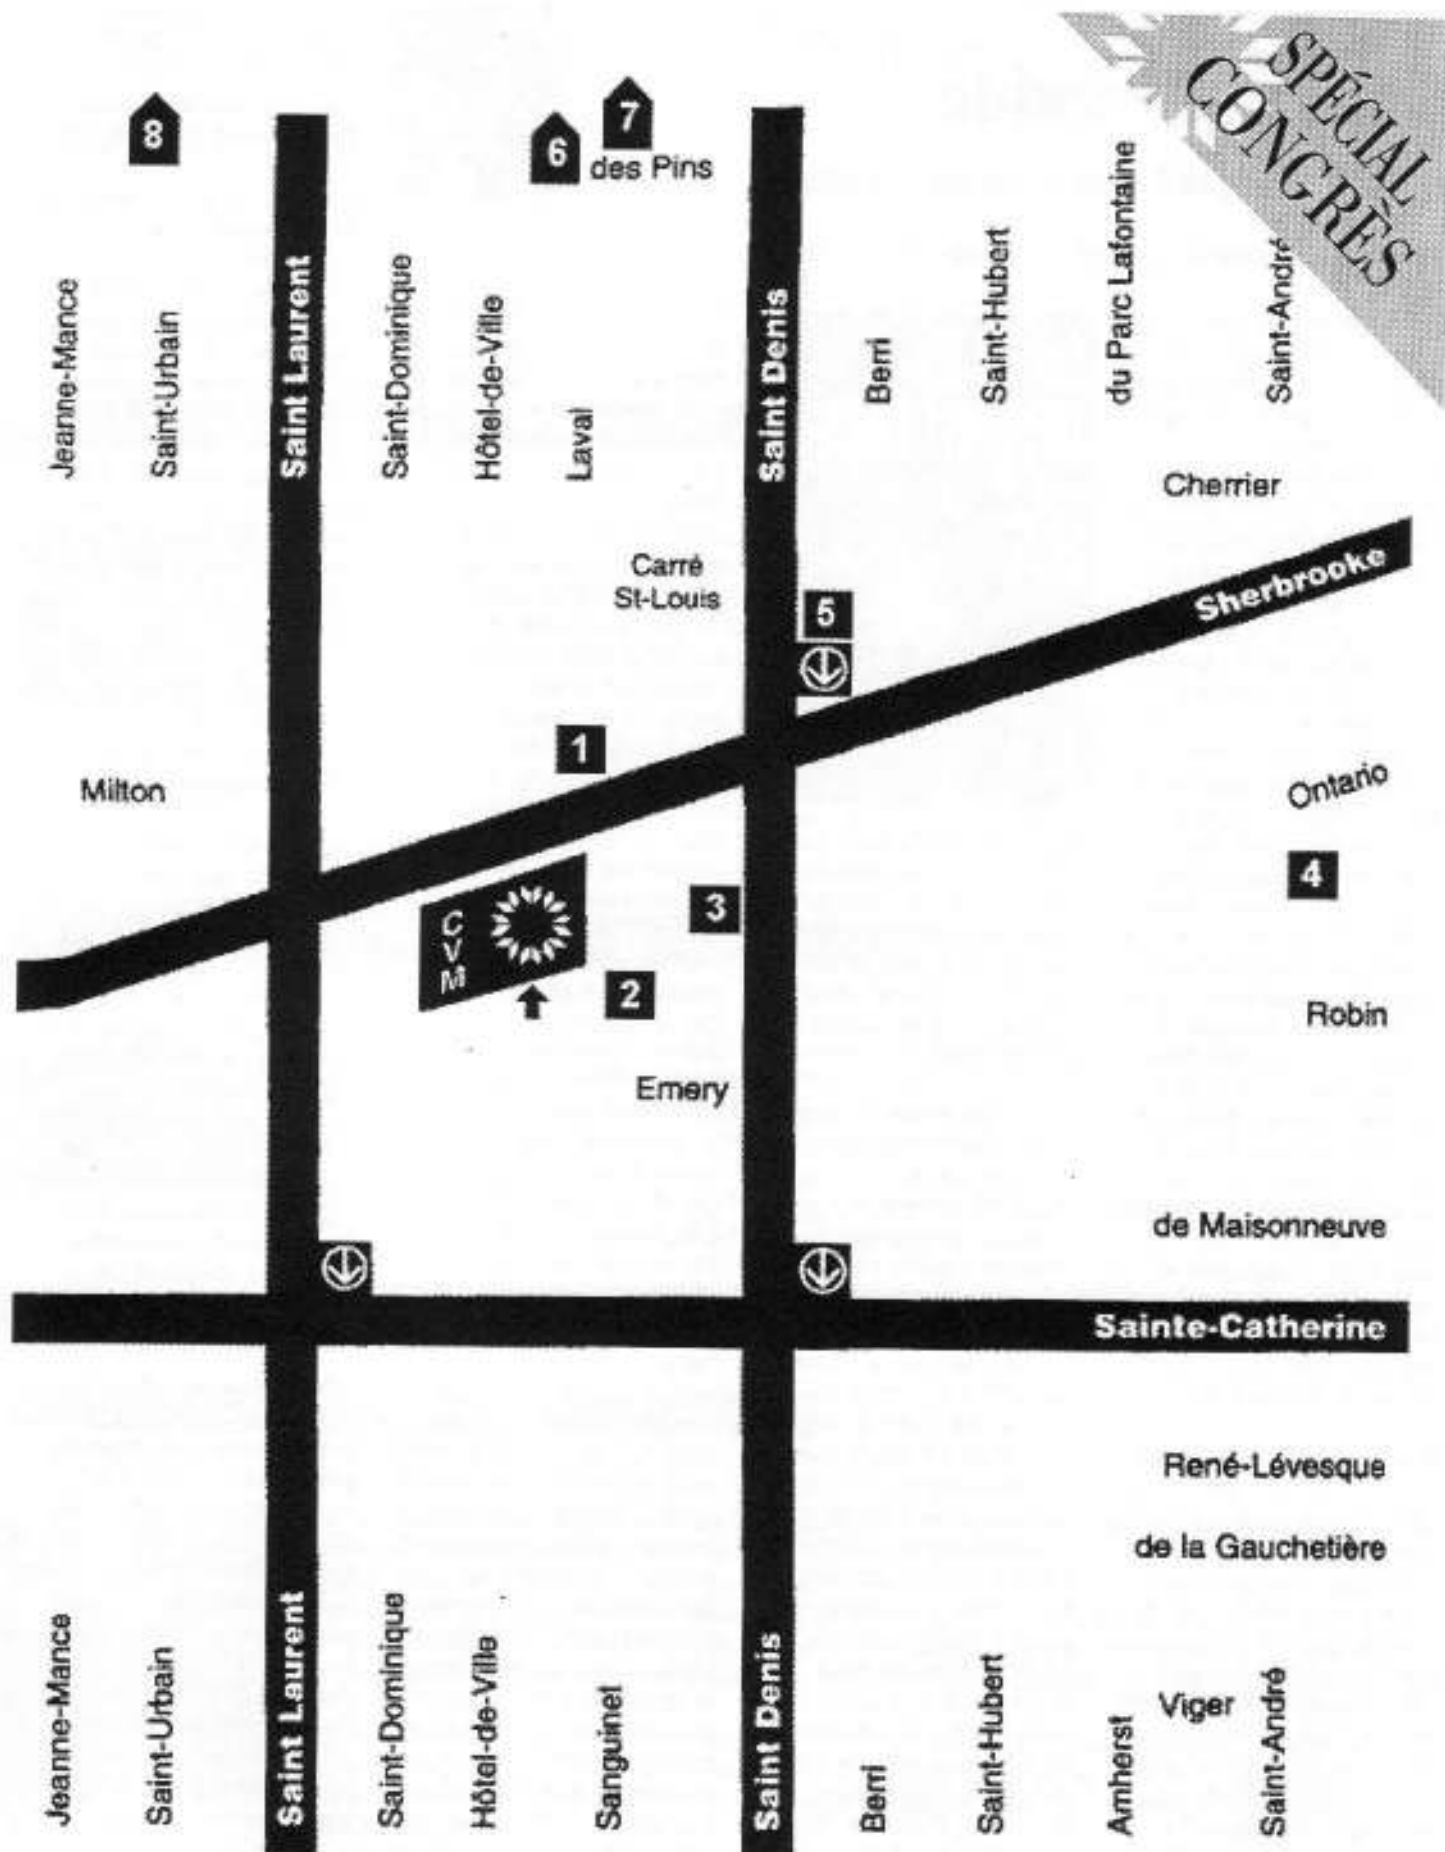 SPÉCIAL
CONGRÈS
8
7
6
des Pins
Jeanne-Mance
Saint-Urbain
Saint Laurent
Saint-Dominique
Hôtel-de-Ville
Laval
Saint Denis
Berri
Saint-Hubert
du Parc Lafontaine
Saint-André
Cherrier
Carré
St-Louis
5
Sherbrooke
1
Milton
Ontario
4
3
C
V
M
2
Robin
Emery
de Maisonneuve
Sainte-Catherine
René-Lévesque
de la Gauchetière
Jeanne-Mance
Saint-Urbain
Saint Laurent
Saint-Dominique
Hôtel-de-Ville
Sanguinet
Saint Denis
Berri
Saint-Hubert
Amherst
Viger
Saint-André